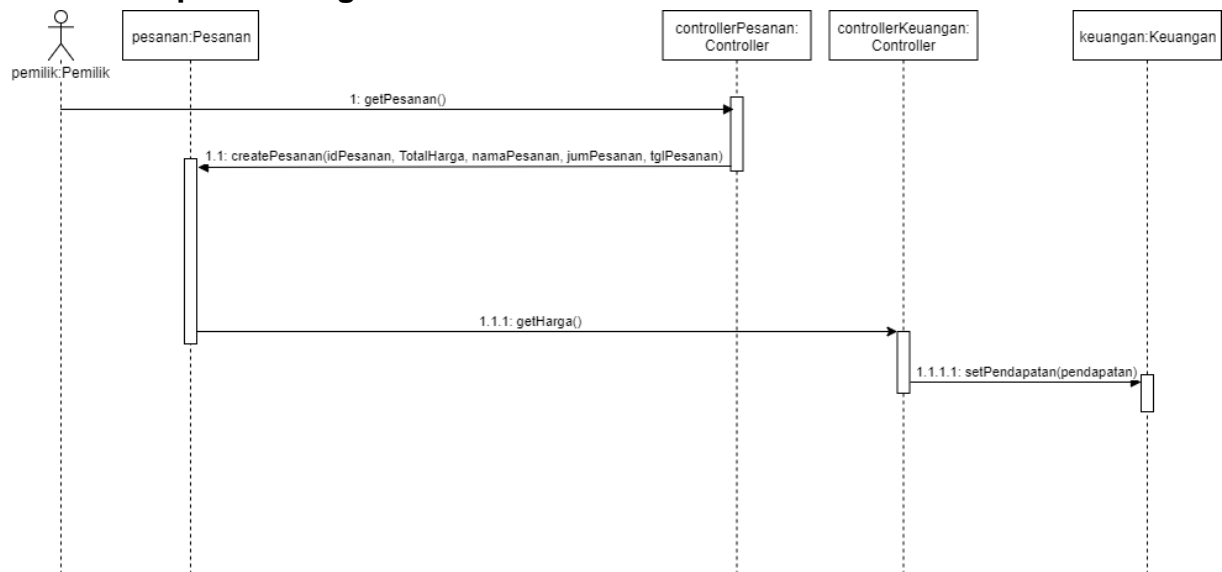 pemilik:Pemilik
pesanan:Pesanan
controllerPesanan:
Controller
controllerKeuangan:
Controller
keuangan:Keuangan
1: getPesanan()
1.1: createPesanan(idPesanan, TotalHarga, namaPesanan, jumPesanan, tglPesanan)
1.1.1: getHarga()
1.1.1.1: setPendapatan(pendapatan)